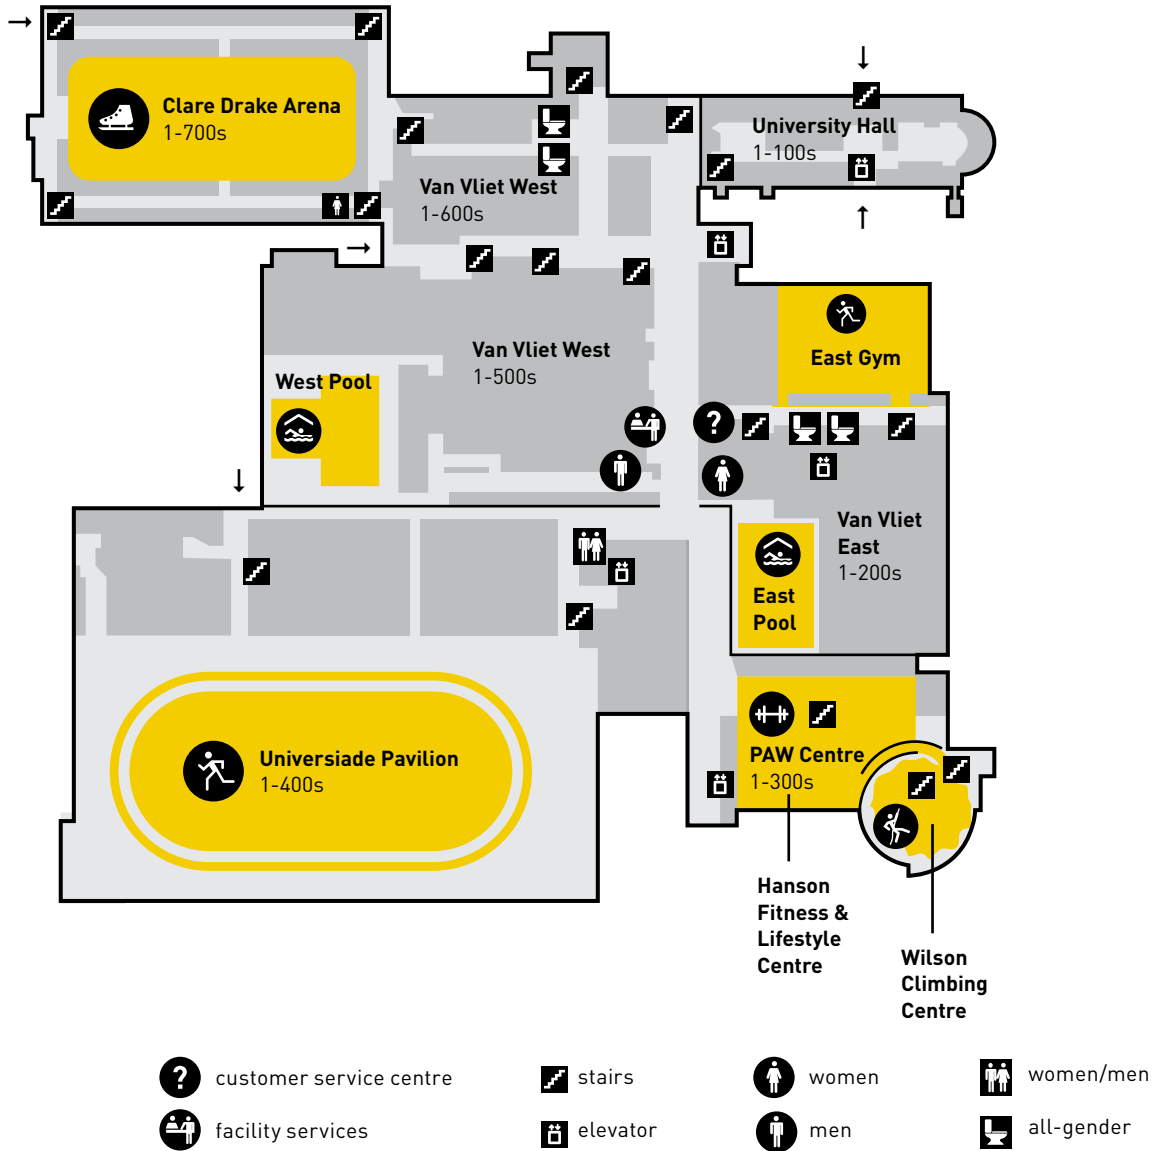 Clare Drake Arena
1-700s
University Hall
1-100s
Van Vliet West
1-600s
Van Vliet West
1-500s
East Gym
West Pool
?
Van Vliet
East
1-200s
East
Pool
Universiade Pavilion
1-400s
PAW Centre
1-300s
Hanson
Fitness &
Lifestyle
Centre
Wilson
Climbing
Centre
? customer service centre
stairs
women
women/men
facility services
elevator
men
all-gender